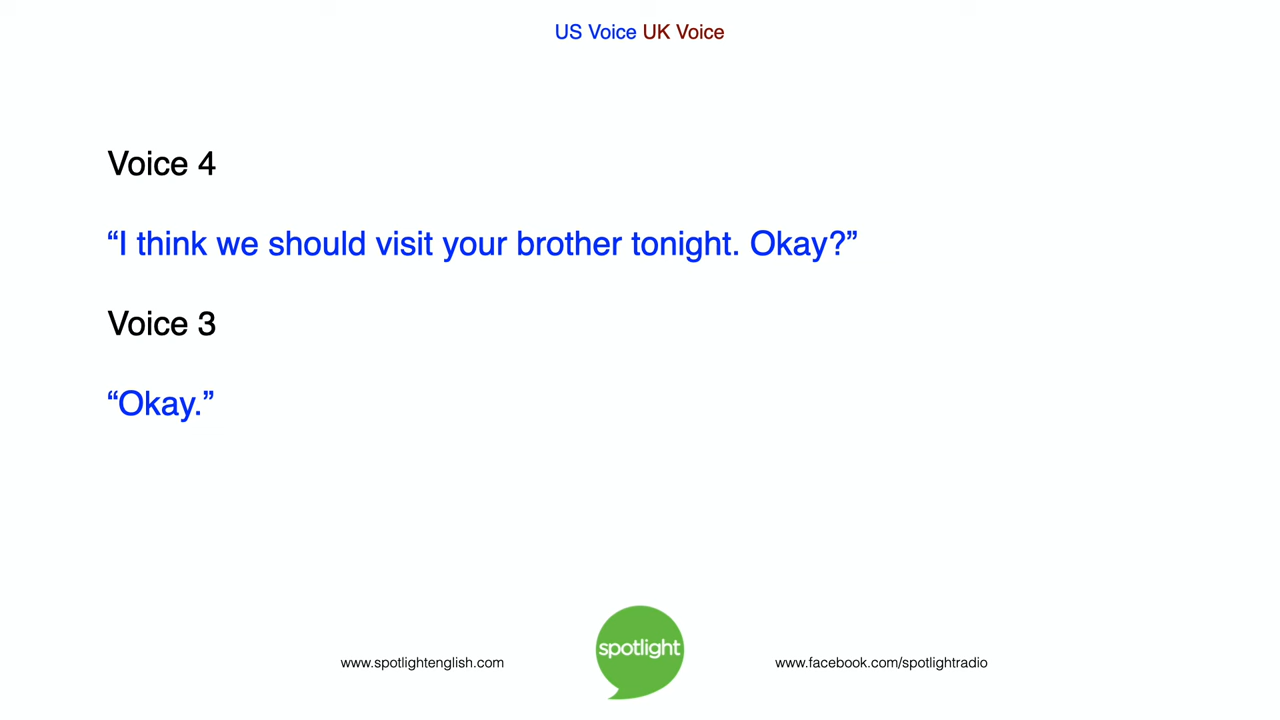 US Voice UK Voice
Voice 4
“I think we should visit your brother tonight. Okay?”
Voice 3
“Okay.”
www.spotlightenglish.com
spotlight
www.facebook.com/spotlightradio